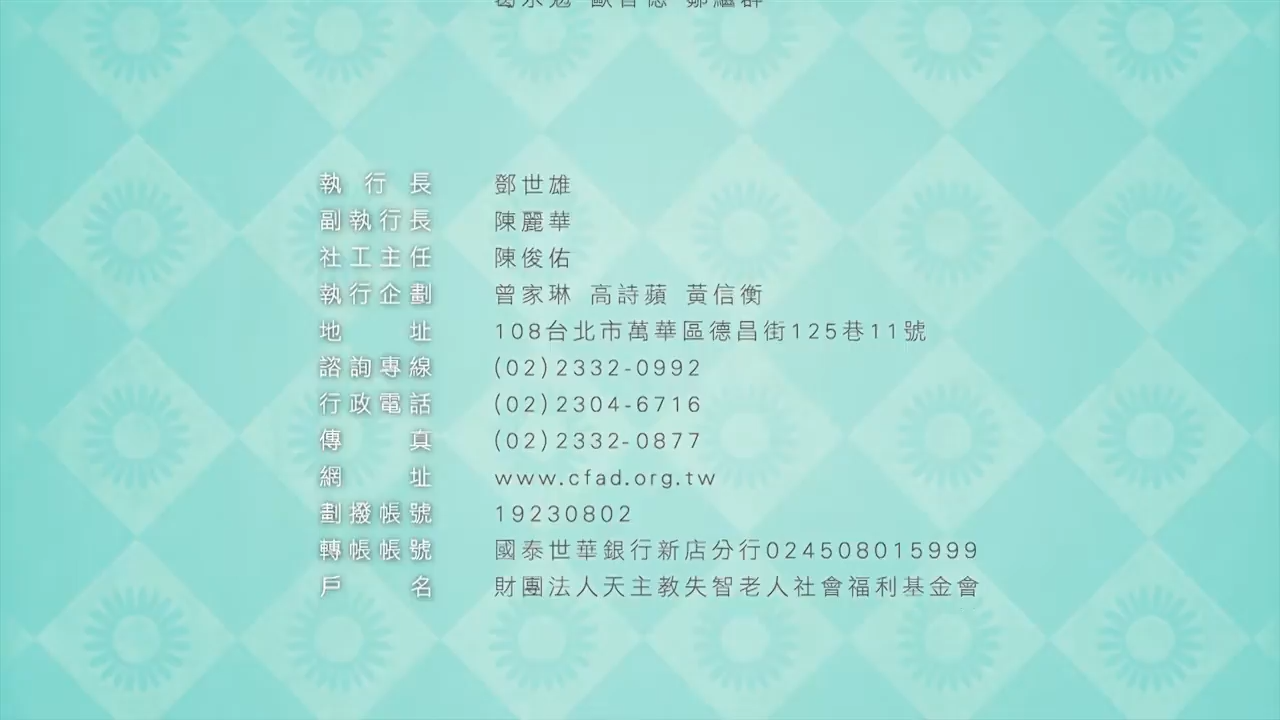 執行長 鄧世雄
副執行長 陳麗華
社工主任 陳俊佑
執行企劃 曾家琳 高詩蘋 黃信衡
地址 108台北市萬華區德昌街125巷11號
諮詢專線 (02)2332-0992
行政電話 (02)2304-6716
傳真 (02)2332-0877
網址 www.cfad.org.tw
劃撥帳號 19230802
轉帳帳號 國泰世華銀行新店分行024508015999
戶名 財團法人天主教失智老人社會福利基金會